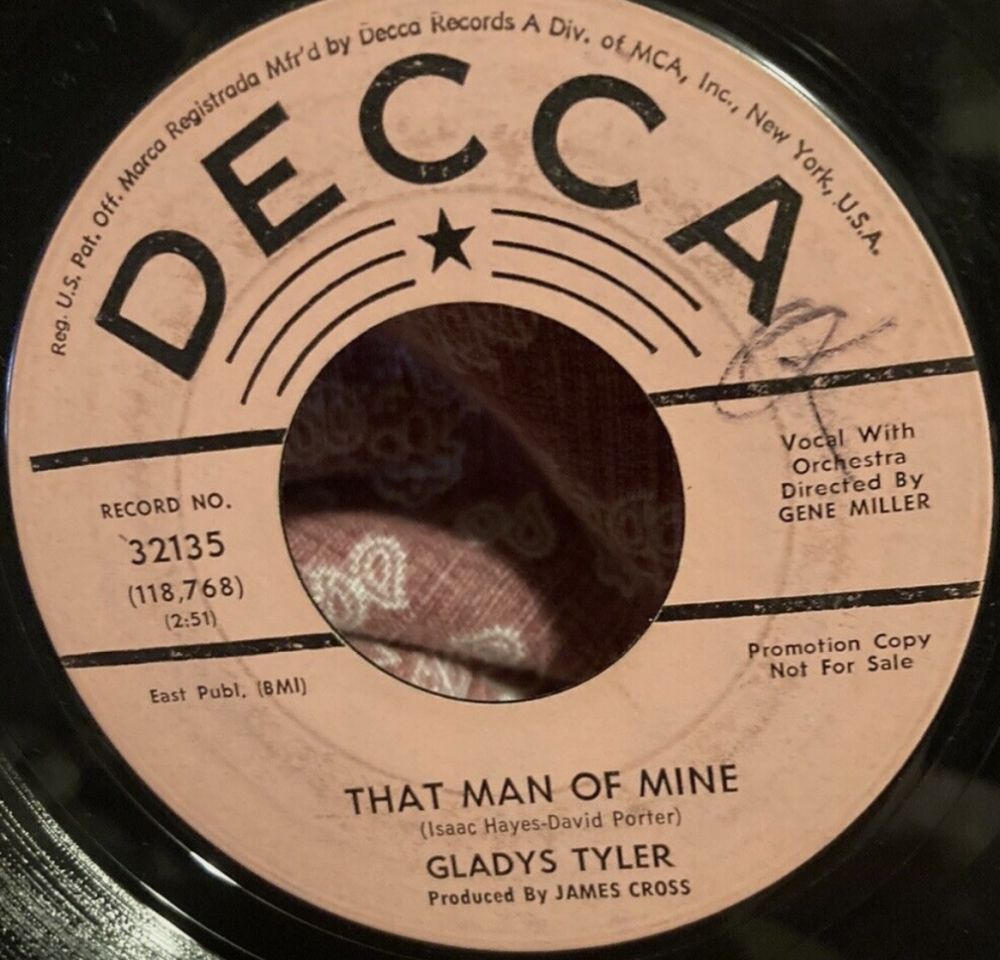 Reg. U.S. Pat. Off. Marca Registrada Mfr'd by Decca Records A Div. of MCA, Inc., New York, U.S.A.
DECCA
Vocal With
Orchestra
Directed By
GENE MILLER
RECORD NO.
32135
(118,768)
(2:51)
Promotion Copy
Not For Sale
East Publ. (BMI)
THAT MAN OF MINE
(Isaac Hayes-David Porter)
GLADYS TYLER
Produced By JAMES CROSS